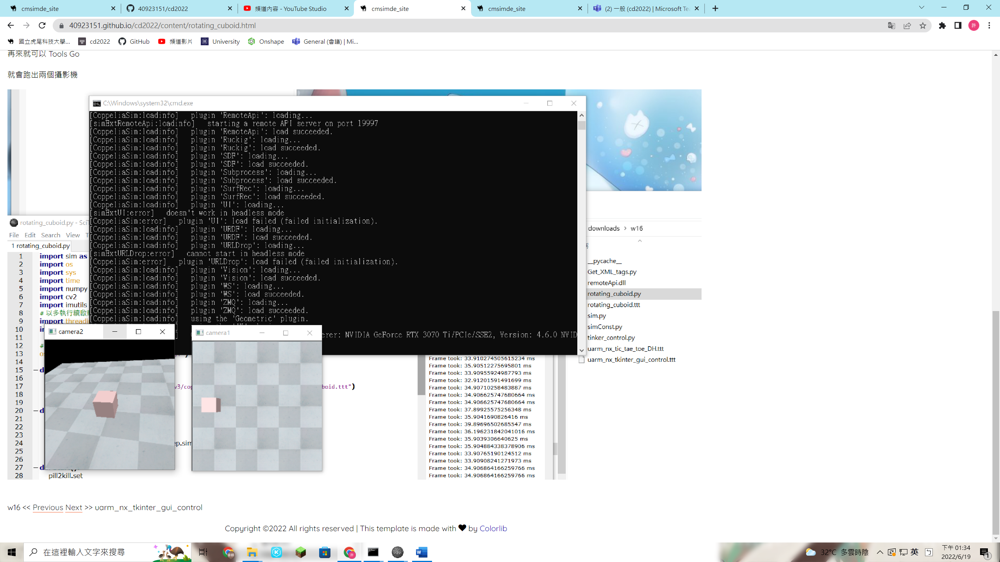 cmsimde_site
40923151/cd2022
頻道內容 - YouTube Studio
cmsimde_site
cmsimde_site
(2) 一般 (cd2022) | Microsoft Te
40923151.github.io/cd2022/content/rotating_cuboid.html
許
國立虎尾科技大學...
cd2022
GitHub
頻道影片
University
Onshape
General (會議) | Mi...
再來就可以 Tools Go
就會跑出兩個攝影機
C:\Windows\system32\cmd.exe
[CoppeliaSim:loadinfo] plugin 'RemoteApi': loading...
[simExtRemoteApi:loadinfo] starting a remote API server on port 19997
[CoppeliaSim:loadinfo] plugin 'RemoteApi': load succeeded.
[CoppeliaSim:loadinfo] plugin 'Ruckig': loading...
[CoppeliaSim:loadinfo] plugin 'Ruckig': load succeeded.
[CoppeliaSim:loadinfo] plugin 'SDF': loading...
[CoppeliaSim:loadinfo] plugin 'SDF': load succeeded.
[CoppeliaSim:loadinfo] plugin 'Subprocess': loading...
[CoppeliaSim:loadinfo] plugin 'Subprocess': load succeeded.
[CoppeliaSim:loadinfo] plugin 'SurfRec': loading...
[CoppeliaSim:loadinfo] plugin 'SurfRec': load succeeded.
[CoppeliaSim:loadinfo] plugin 'UI': loading...
[simExtUI:error] doesn't work in headless mode
[CoppeliaSim:error] plugin 'UI': load failed (failed initialization).
[CoppeliaSim:loadinfo] plugin 'URDF': loading...
[CoppeliaSim:loadinfo] plugin 'URDF': load succeeded.
[CoppeliaSim:loadinfo] plugin 'URLDrop': loading...
[simExtURLDrop:error] cannot start in headless mode
[CoppeliaSim:error] plugin 'URLDrop': load failed (failed initialization).
[CoppeliaSim:loadinfo] plugin 'Vision': loading...
[CoppeliaSim:loadinfo] plugin 'Vision': load succeeded.
[CoppeliaSim:loadinfo] plugin 'WS': loading...
[CoppeliaSim:loadinfo] plugin 'WS': load succeeded.
[CoppeliaSim:loadinfo] plugin 'ZMQ': loading...
[CoppeliaSim:loadinfo] plugin 'ZMQ': load succeeded.
[CoppeliaSim:loadinfo] using the 'Geometric' plugin.
erer: NVIDIA GeForce RTX 3070 Ti/PCIe/SSE2, Version: 4.6.0 NVID
rotating_cuboid.py - SciT
File Edit Search View T
1 rotating_cuboid.py
1 import sim as
2 import os
3 import sys
4 import time
5 import numpy
6 import cv2
7 import imutils
8 # 以多執行續啟
9 import threadin
10
11
12 #
13 os
14
15 d
16
17 v3/cop boid.ttt")
18
19
20 d
21
22
23
24 ep.sim
25
26
27 d
28 pill2kill.set
camera2
camera1
Frame took: 33.910274505615234 ms
Frame took: 35.90512275695801 ms
Frame took: 33.90955924987793 ms
Frame took: 32.91201591491699 ms
Frame took: 34.90710258483887 ms
Frame took: 34.906625747680664 ms
Frame took: 34.906625747680664 ms
Frame took: 37.89925575256348 ms
Frame took: 35.9041690826416 ms
Frame took: 39.89696502685547 ms
Frame took: 36.196231842041016 ms
Frame took: 35.9039306640625 ms
Frame took: 35.904884338378906 ms
Frame took: 33.90765190124512 ms
Frame took: 33.90908241271973 ms
Frame took: 34.906864166259766 ms
Frame took: 34.906864166259766 ms
downloads > w16
__pycache__
Get_XML_tags.py
remoteApi.dll
rotating_cuboid.py
rotating_cuboid.ttt
sim.py
simConst.py
tinker_control.py
uarm_nx_tic_tae_toe_DH.ttt
uarm_nx_tkinter_gui_control.ttt
w16 << Previous Next >> uarm_nx_tkinter_gui_control
Copyright ©2022 All rights reserved | This template is made with ♥ by Colorlib
在這裡輸入文字來搜尋
32°C 多雲時陰
英
ㄅ
下午 01:34
2022/6/19
1